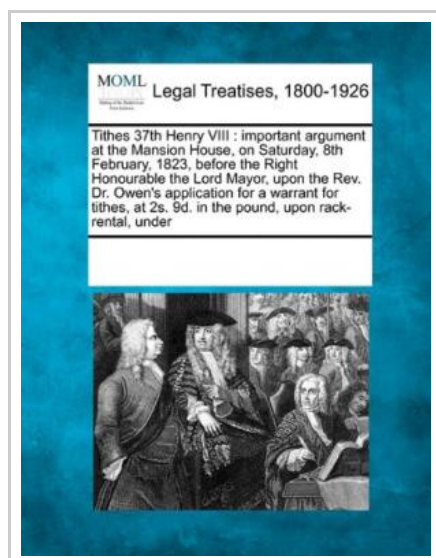 MOML
Legal Treatises, 1800-1926
Tithes 37th Henry VIII : important argument
at the Mansion House, on Saturday, 8th
February, 1823, before the Right
Honourable the Lord Mayor, upon the Rev.
Dr. Owen's application for a warrant for
tithes, at 2s. 9d. in the pound, upon rack-
rental, under